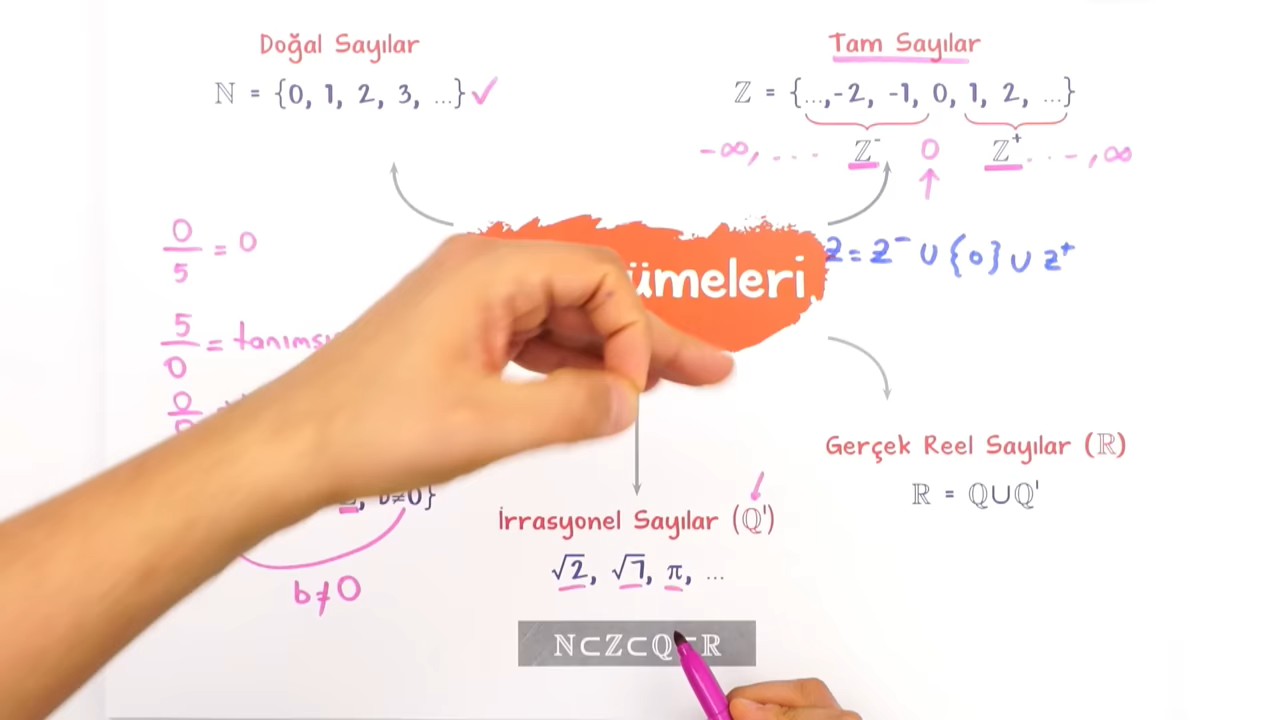 Doğal Sayılar
ℕ = {0, 1, 2, 3, ...} ✓
Tam Sayılar
ℤ = {...,-2, -1, 0, 1, 2, ...}
-∞, ... ℤ⁻ 0 ℤ⁺ ... -, ∞
ümeleri
Z = Z⁻ ∪ {0} ∪ Z⁺
0/5 = 0
5/0 =
b≠0}
b≠0
İrrasyonel Sayılar (ℚ')
√2, √7, π, ...
Gerçek Reel Sayılar (ℝ)
ℝ = ℚ∪ℚ'
ℕ⊂ℤ⊂ℚ⊂ℝ